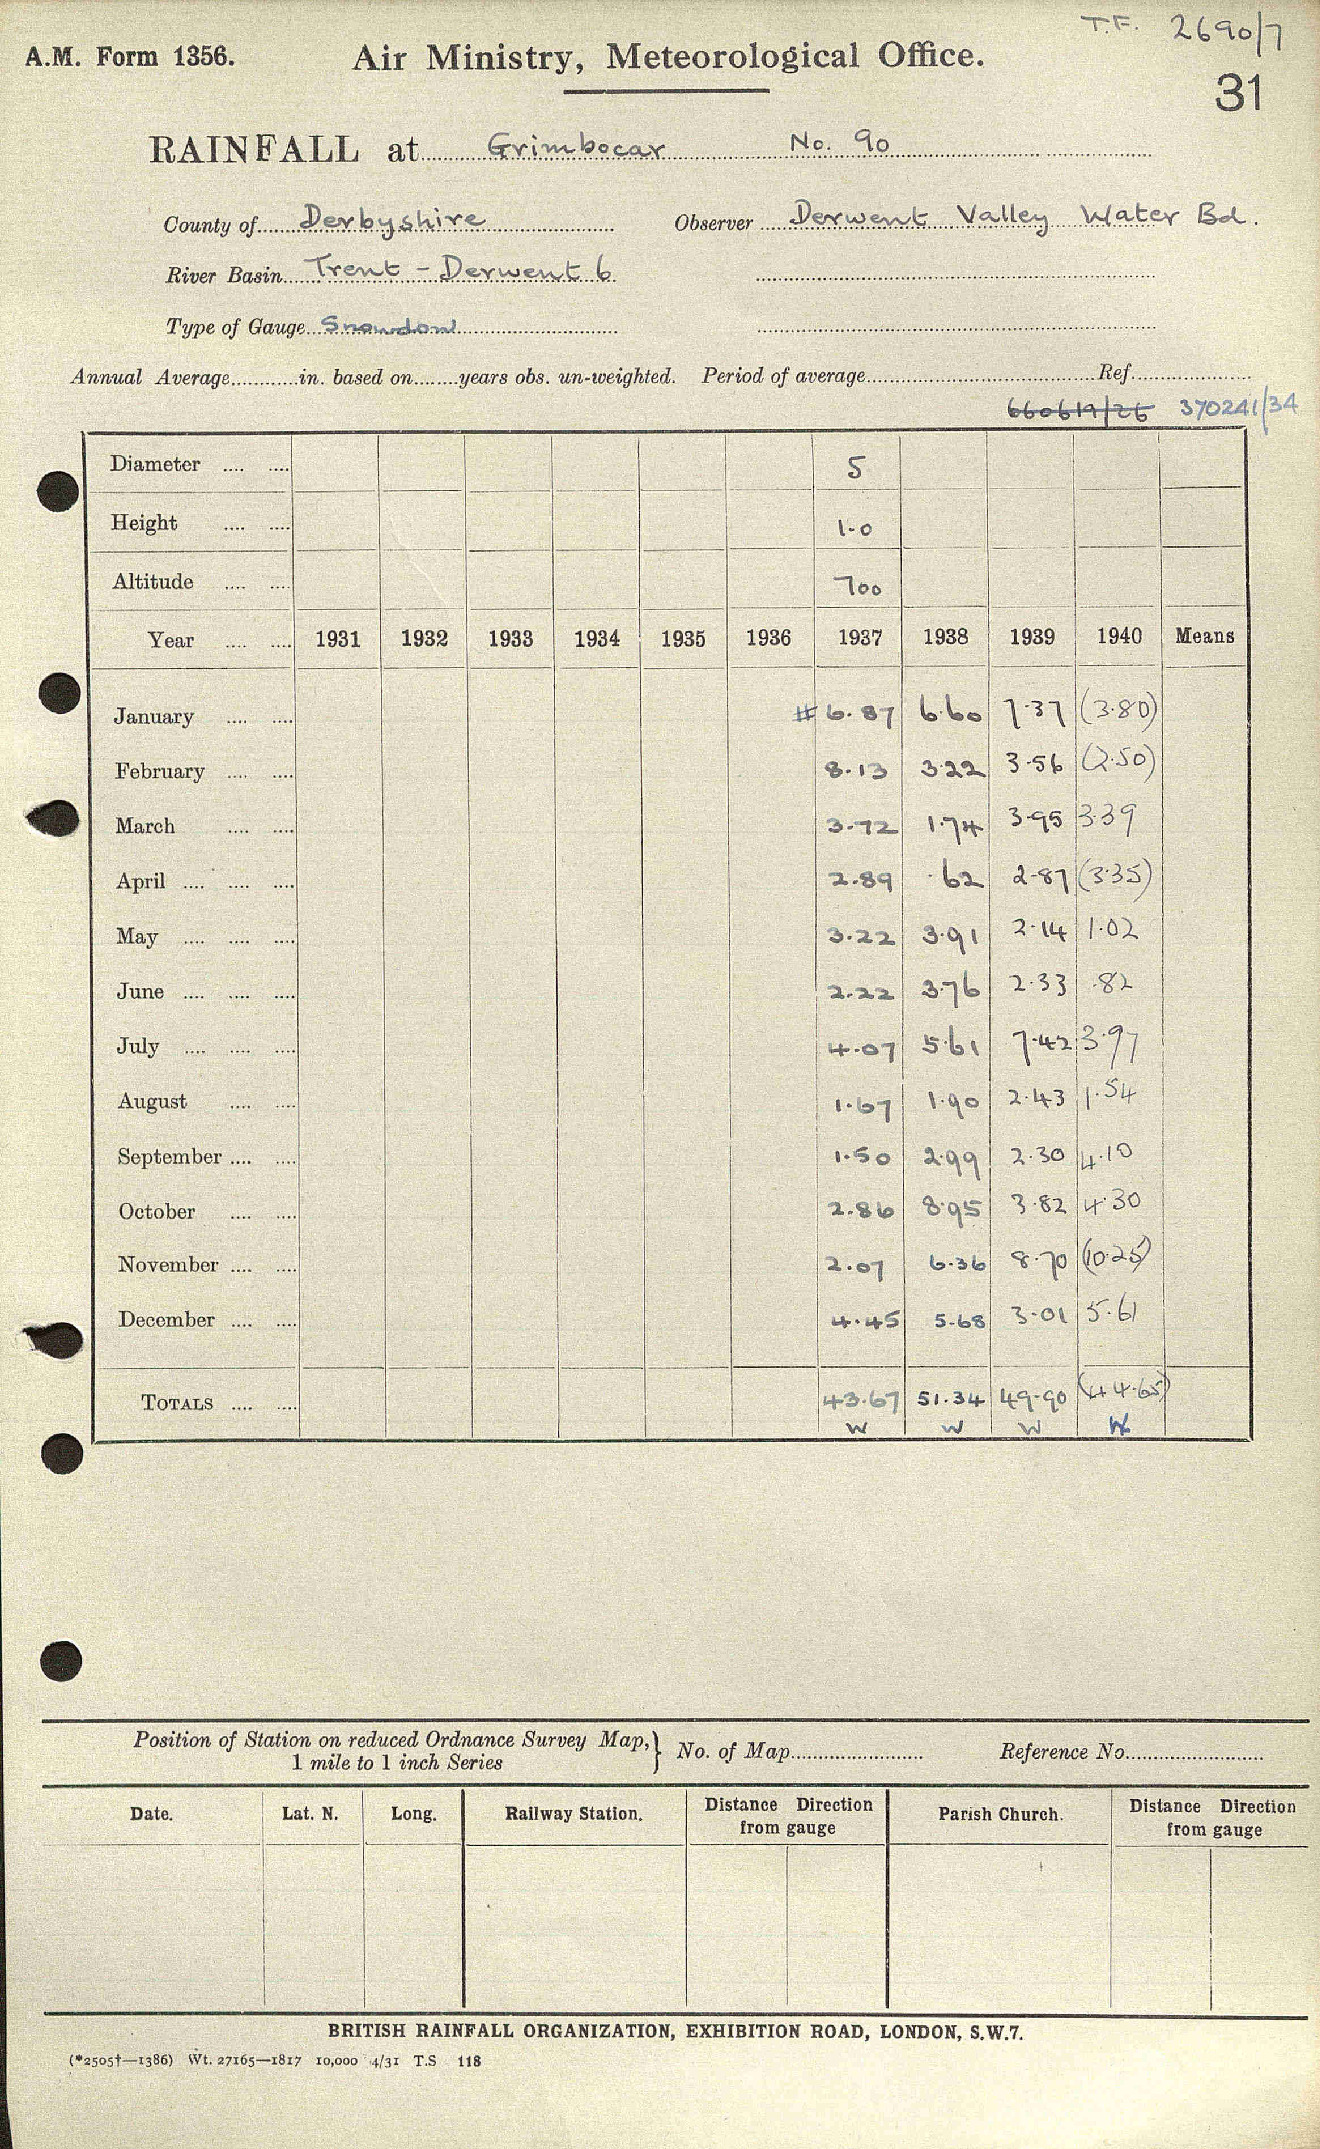 T.F. 2690/7
A.M. Form 1356. Air Ministry, Meteorological Office.
31
RAINFALL at Grimbocar No. 90
County of Derbyshire Observer Derwent Valley Water Bd.
River Basin Trent - Derwent 6
Type of Gauge Snowdon
Annual Average............in. based on........years obs. un-weighted. Period of average.......................................Ref.....................
660619/26 370241/34
Diameter .... .... 5
Height .... .... 1.0
Altitude .... .... 700
Year .... .... 1931 1932 1933 1934 1935 1936 1937 1938 1939 1940 Means
January .... .... # 6.87 6.60 7.37 (3.80)
February .... .... 8.13 3.22 3.56 (2.50)
March .... .... 3.72 1.74 3.95 3.39
April .... .... .... 2.89 .62 2.87 (3.35)
May .... .... .... 3.22 3.91 2.14 1.02
June .... .... .... 2.22 3.76 2.33 .82
July .... .... .... 4.07 5.61 7.42 3.97
August .... .... 1.67 1.90 2.43 1.54
September .... .... 1.50 2.99 2.30 4.10
October .... .... 2.86 8.95 3.82 4.30
November .... .... 2.07 6.36 8.70 (10.25)
December .... .... 4.45 5.68 3.01 5.61
TOTALS .... .... 43.67 51.34 49.90 (44.65)
W W W W
Position of Station on reduced Ordnance Survey Map,} No. of Map........................ Reference No.........................
1 mile to 1 inch Series
Date. Lat. N. Long. Railway Station. Distance Direction from gauge Parish Church. Distance Direction from gauge
BRITISH RAINFALL ORGANIZATION, EXHIBITION ROAD, LONDON, S.W.7.
(*2505†—1386) Wt. 27165—1817 10,000 4/31 T.S 118